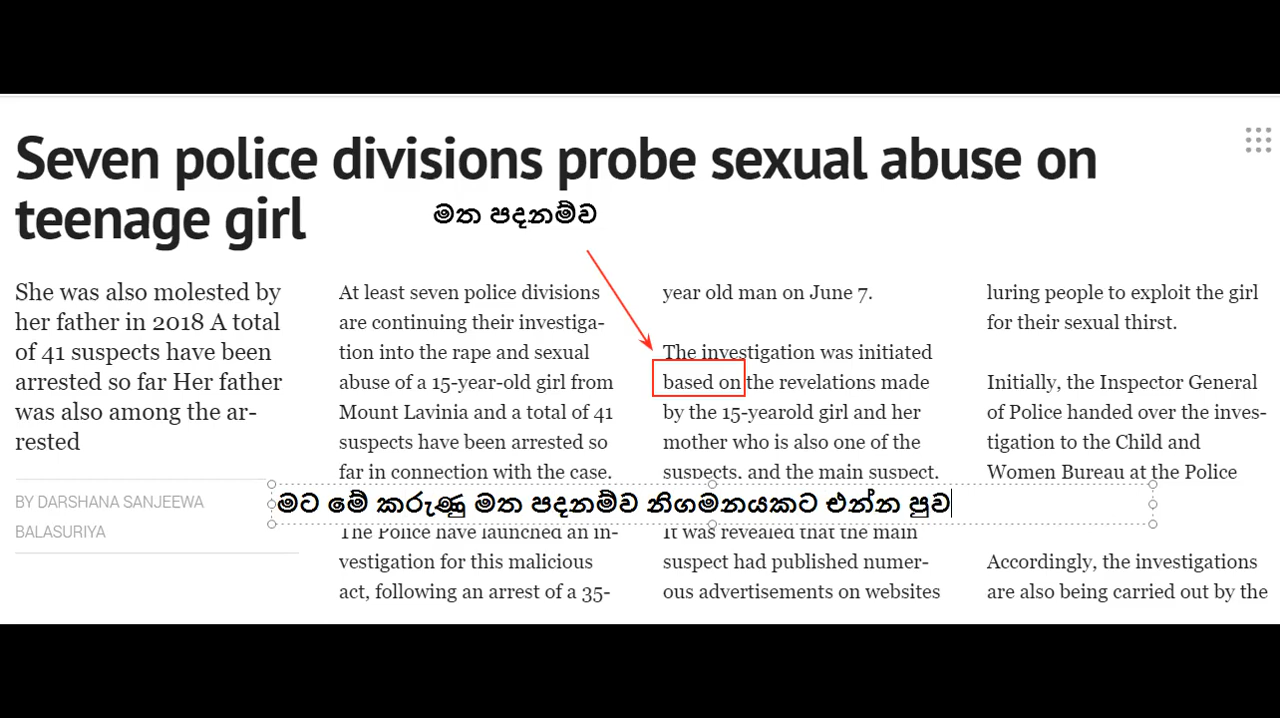 Seven police divisions probe sexual abuse on
teenage girl
මත පදනම්ව
She was also molested by
her father in 2018 A total
of 41 suspects have been
arrested so far Her father
was also among the ar-
rested
BY DARSHANA SANJEEWA
BALASURIYA
At least seven police divisions
are continuing their investiga-
tion into the rape and sexual
abuse of a 15-year-old girl from
Mount Lavinia and a total of 41
suspects have been arrested so
far in connection with the case.
The Police have launched an in-
vestigation for this malicious
act, following an arrest of a 35-
year old man on June 7.
The investigation was initiated
based on the revelations made
by the 15-yearold girl and her
mother who is also one of the
suspects, and the main suspect.
It was revealed that the main
suspect had published numer-
ous advertisements on websites
luring people to exploit the girl
for their sexual thirst.
Initially, the Inspector General
of Police handed over the inves-
tigation to the Child and
Women Bureau at the Police
Accordingly, the investigations
are also being carried out by the
මට මේ කරුණු මත පදනම්ව නිගමනයකට එන්න පුව